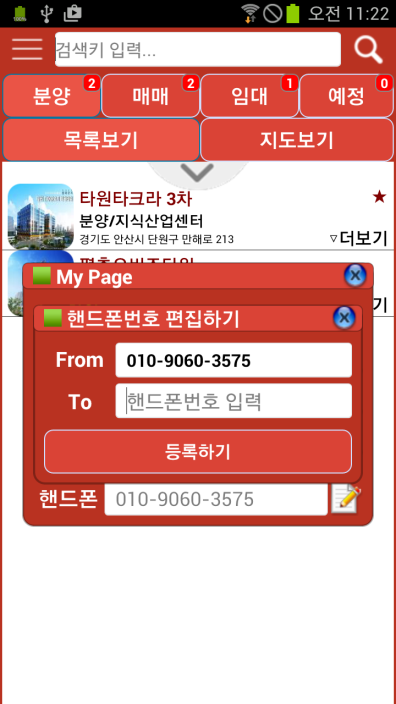 오전 11:22
검색키 입력...
분양 2 매매 2 임대 1 예정 0
목록보기 지도보기
타원타크라 3차
분양/지식산업센터
경기도 안산시 단원구 만해로 213
▽더보기
My Page
핸드폰번호 편집하기
From 010-9060-3575
To 핸드폰번호 입력
등록하기
핸드폰 010-9060-3575